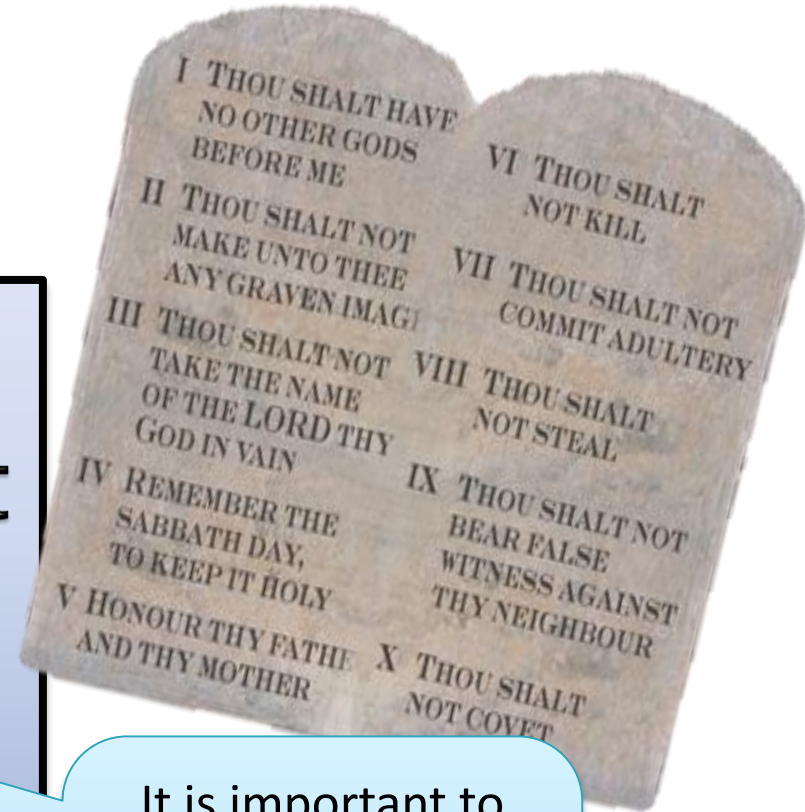 I THOU SHALT HAVE
NO OTHER GODS
BEFORE ME
II THOU SHALT NOT
MAKE UNTO THEE
ANY GRAVEN IMAG
III THOU SHALT NOT
TAKE THE NAME
OF THE LORD THY
GOD IN VAIN
IV REMEMBER THE
SABBATH DAY,
TO KEEP IT HOLY
V HONOUR THY FATHE
AND THY MOTHER
VI THOU SHALT
NOT KILL
VII THOU SHALT NOT
COMMIT ADULTERY
VIII THOU SHALT
NOT STEAL
IX THOU SHALT NOT
BEAR FALSE
WITNESS AGAINST
THY NEIGHBOUR
X THOU SHALT
NOT COVET
It is important to